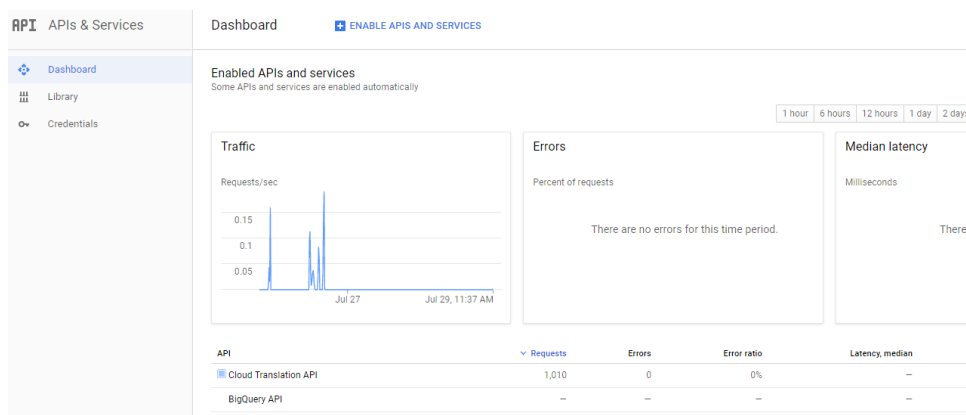 API APIs & Services
Dashboard
ENABLE APIS AND SERVICES
Dashboard
Library
Credentials
Enabled APIs and services
Some APIs and services are enabled automatically
1 hour 6 hours 12 hours 1 day 2 days
Traffic
Requests/sec
0.15
0.1
0.05
Jul 27 Jul 29, 11:37 AM
Errors
Percent of requests
There are no errors for this time period.
Median latency
Milliseconds
There
API Requests Errors Error ratio Latency, median
Cloud Translation API 1,010 0 0% —
BigQuery API — — — —